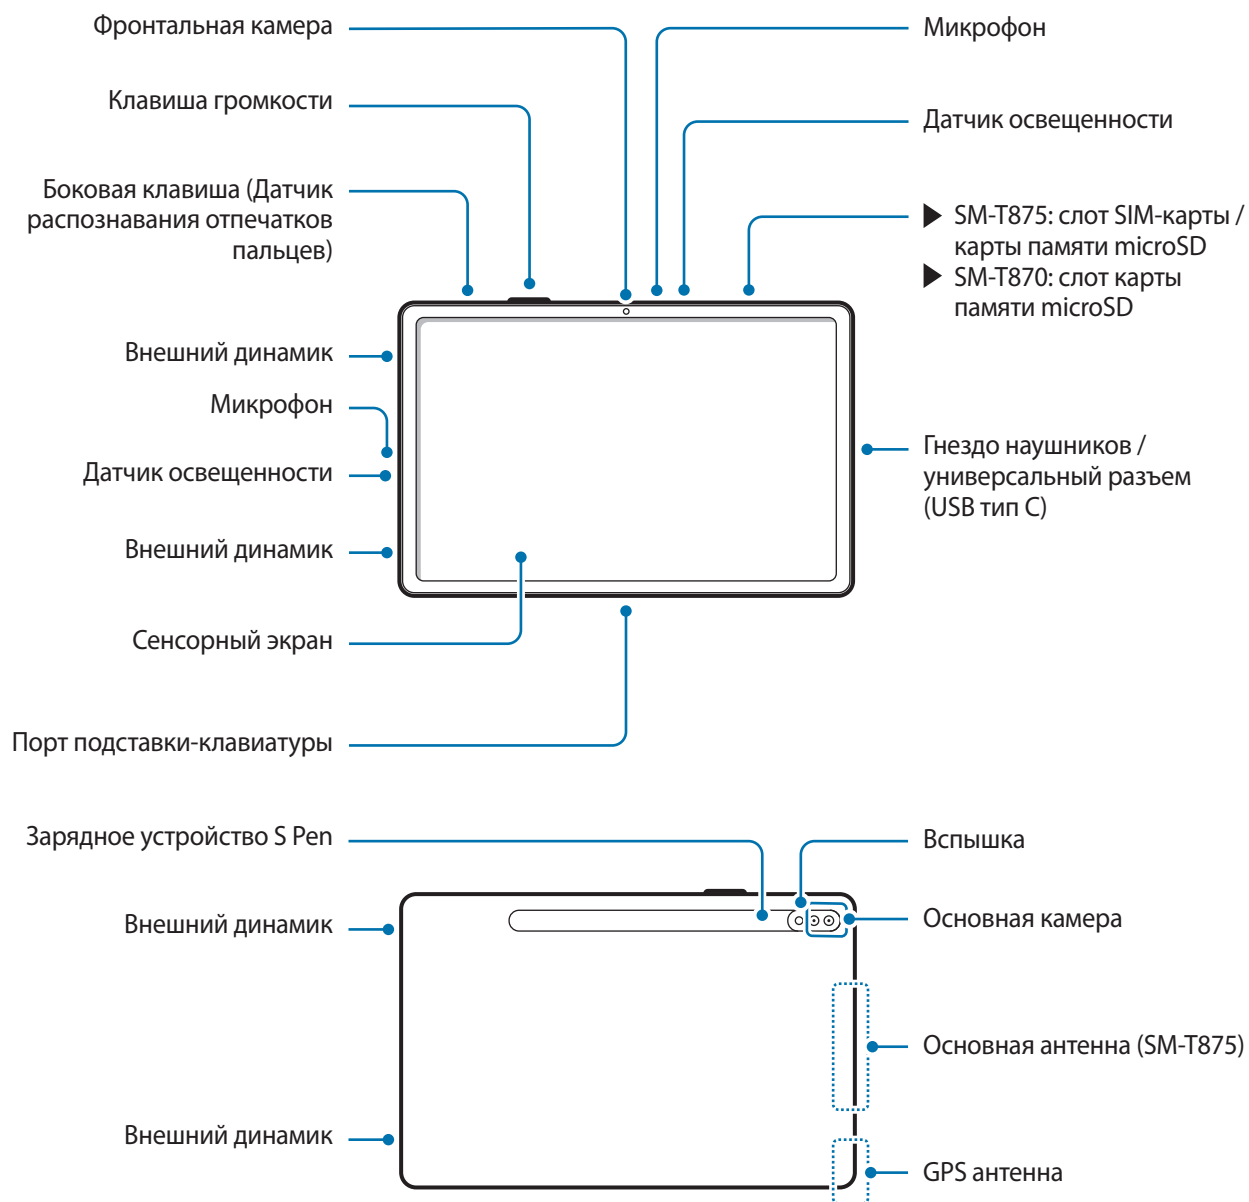 Фронтальная камера
Клавиша громкости
Боковая клавиша (Датчик
распознавания отпечатков
пальцев)
Внешний динамик
Микрофон
Датчик освещенности
Внешний динамик
Сенсорный экран
Порт подставки-клавиатуры
Микрофон
Датчик освещенности
SM-T875: слот SIM-карты /
карты памяти microSD
SM-T870: слот карты
памяти microSD
Гнездо наушников /
универсальный разъем
(USB тип C)
Зарядное устройство S Pen
Внешний динамик
Внешний динамик
Вспышка
Основная камера
Основная антенна (SM-T875)
GPS антенна